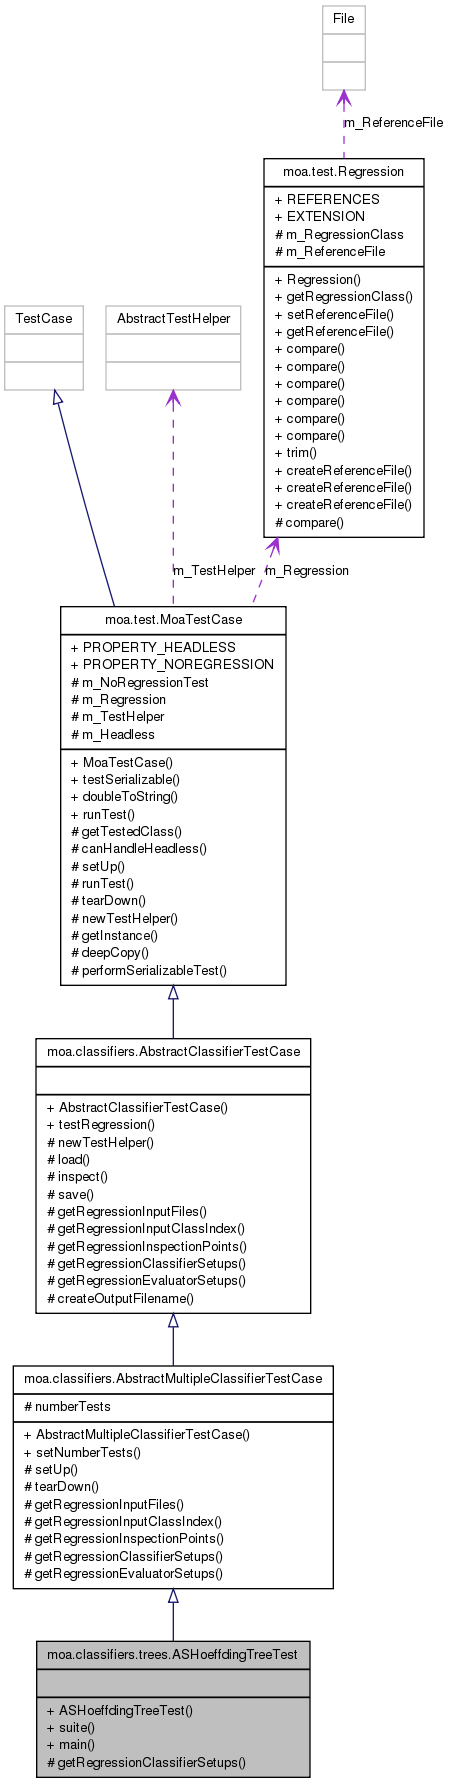 File
m_ReferenceFile
moa.test.Regression
+ REFERENCES
+ EXTENSION
# m_RegressionClass
# m_ReferenceFile
+ Regression()
+ getRegressionClass()
+ setReferenceFile()
+ getReferenceFile()
+ compare()
+ compare()
+ compare()
+ compare()
+ compare()
+ compare()
+ trim()
+ createReferenceFile()
+ createReferenceFile()
+ createReferenceFile()
# compare()
TestCase
AbstractTestHelper
m_TestHelper
m_Regression
moa.test.MoaTestCase
+ PROPERTY_HEADLESS
+ PROPERTY_NOREGRESSION
# m_NoRegressionTest
# m_Regression
# m_TestHelper
# m_Headless
+ MoaTestCase()
+ testSerializable()
+ doubleToString()
+ runTest()
# getTestedClass()
# canHandleHeadless()
# setUp()
# runTest()
# tearDown()
# newTestHelper()
# getInstance()
# deepCopy()
# performSerializableTest()
moa.classifiers.AbstractClassifierTestCase
+ AbstractClassifierTestCase()
+ testRegression()
# newTestHelper()
# load()
# inspect()
# save()
# getRegressionInputFiles()
# getRegressionInputClassIndex()
# getRegressionInspectionPoints()
# getRegressionClassifierSetups()
# getRegressionEvaluatorSetups()
# createOutputFilename()
moa.classifiers.AbstractMultipleClassifierTestCase
# numberTests
+ AbstractMultipleClassifierTestCase()
+ setNumberTests()
# setUp()
# tearDown()
# getRegressionInputFiles()
# getRegressionInputClassIndex()
# getRegressionInspectionPoints()
# getRegressionClassifierSetups()
# getRegressionEvaluatorSetups()
moa.classifiers.trees.ASHoeffdingTreeTest
+ ASHoeffdingTreeTest()
+ suite()
+ main()
# getRegressionClassifierSetups()